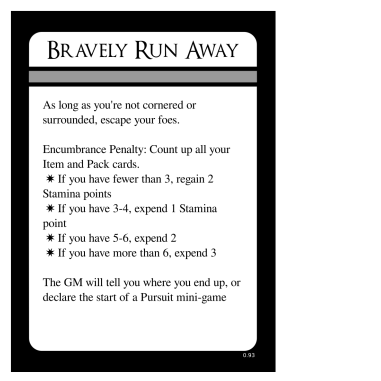 Bravely Run Away
As long as you're not cornered or
surrounded, escape your foes.
Encumbrance Penalty: Count up all your
Item and Pack cards.
✷ If you have fewer than 3, regain 2
Stamina points
✷ If you have 3-4, expend 1 Stamina
point
✷ If you have 5-6, expend 2
✷ If you have more than 6, expend 3
The GM will tell you where you end up, or
declare the start of a Pursuit mini-game
0.93